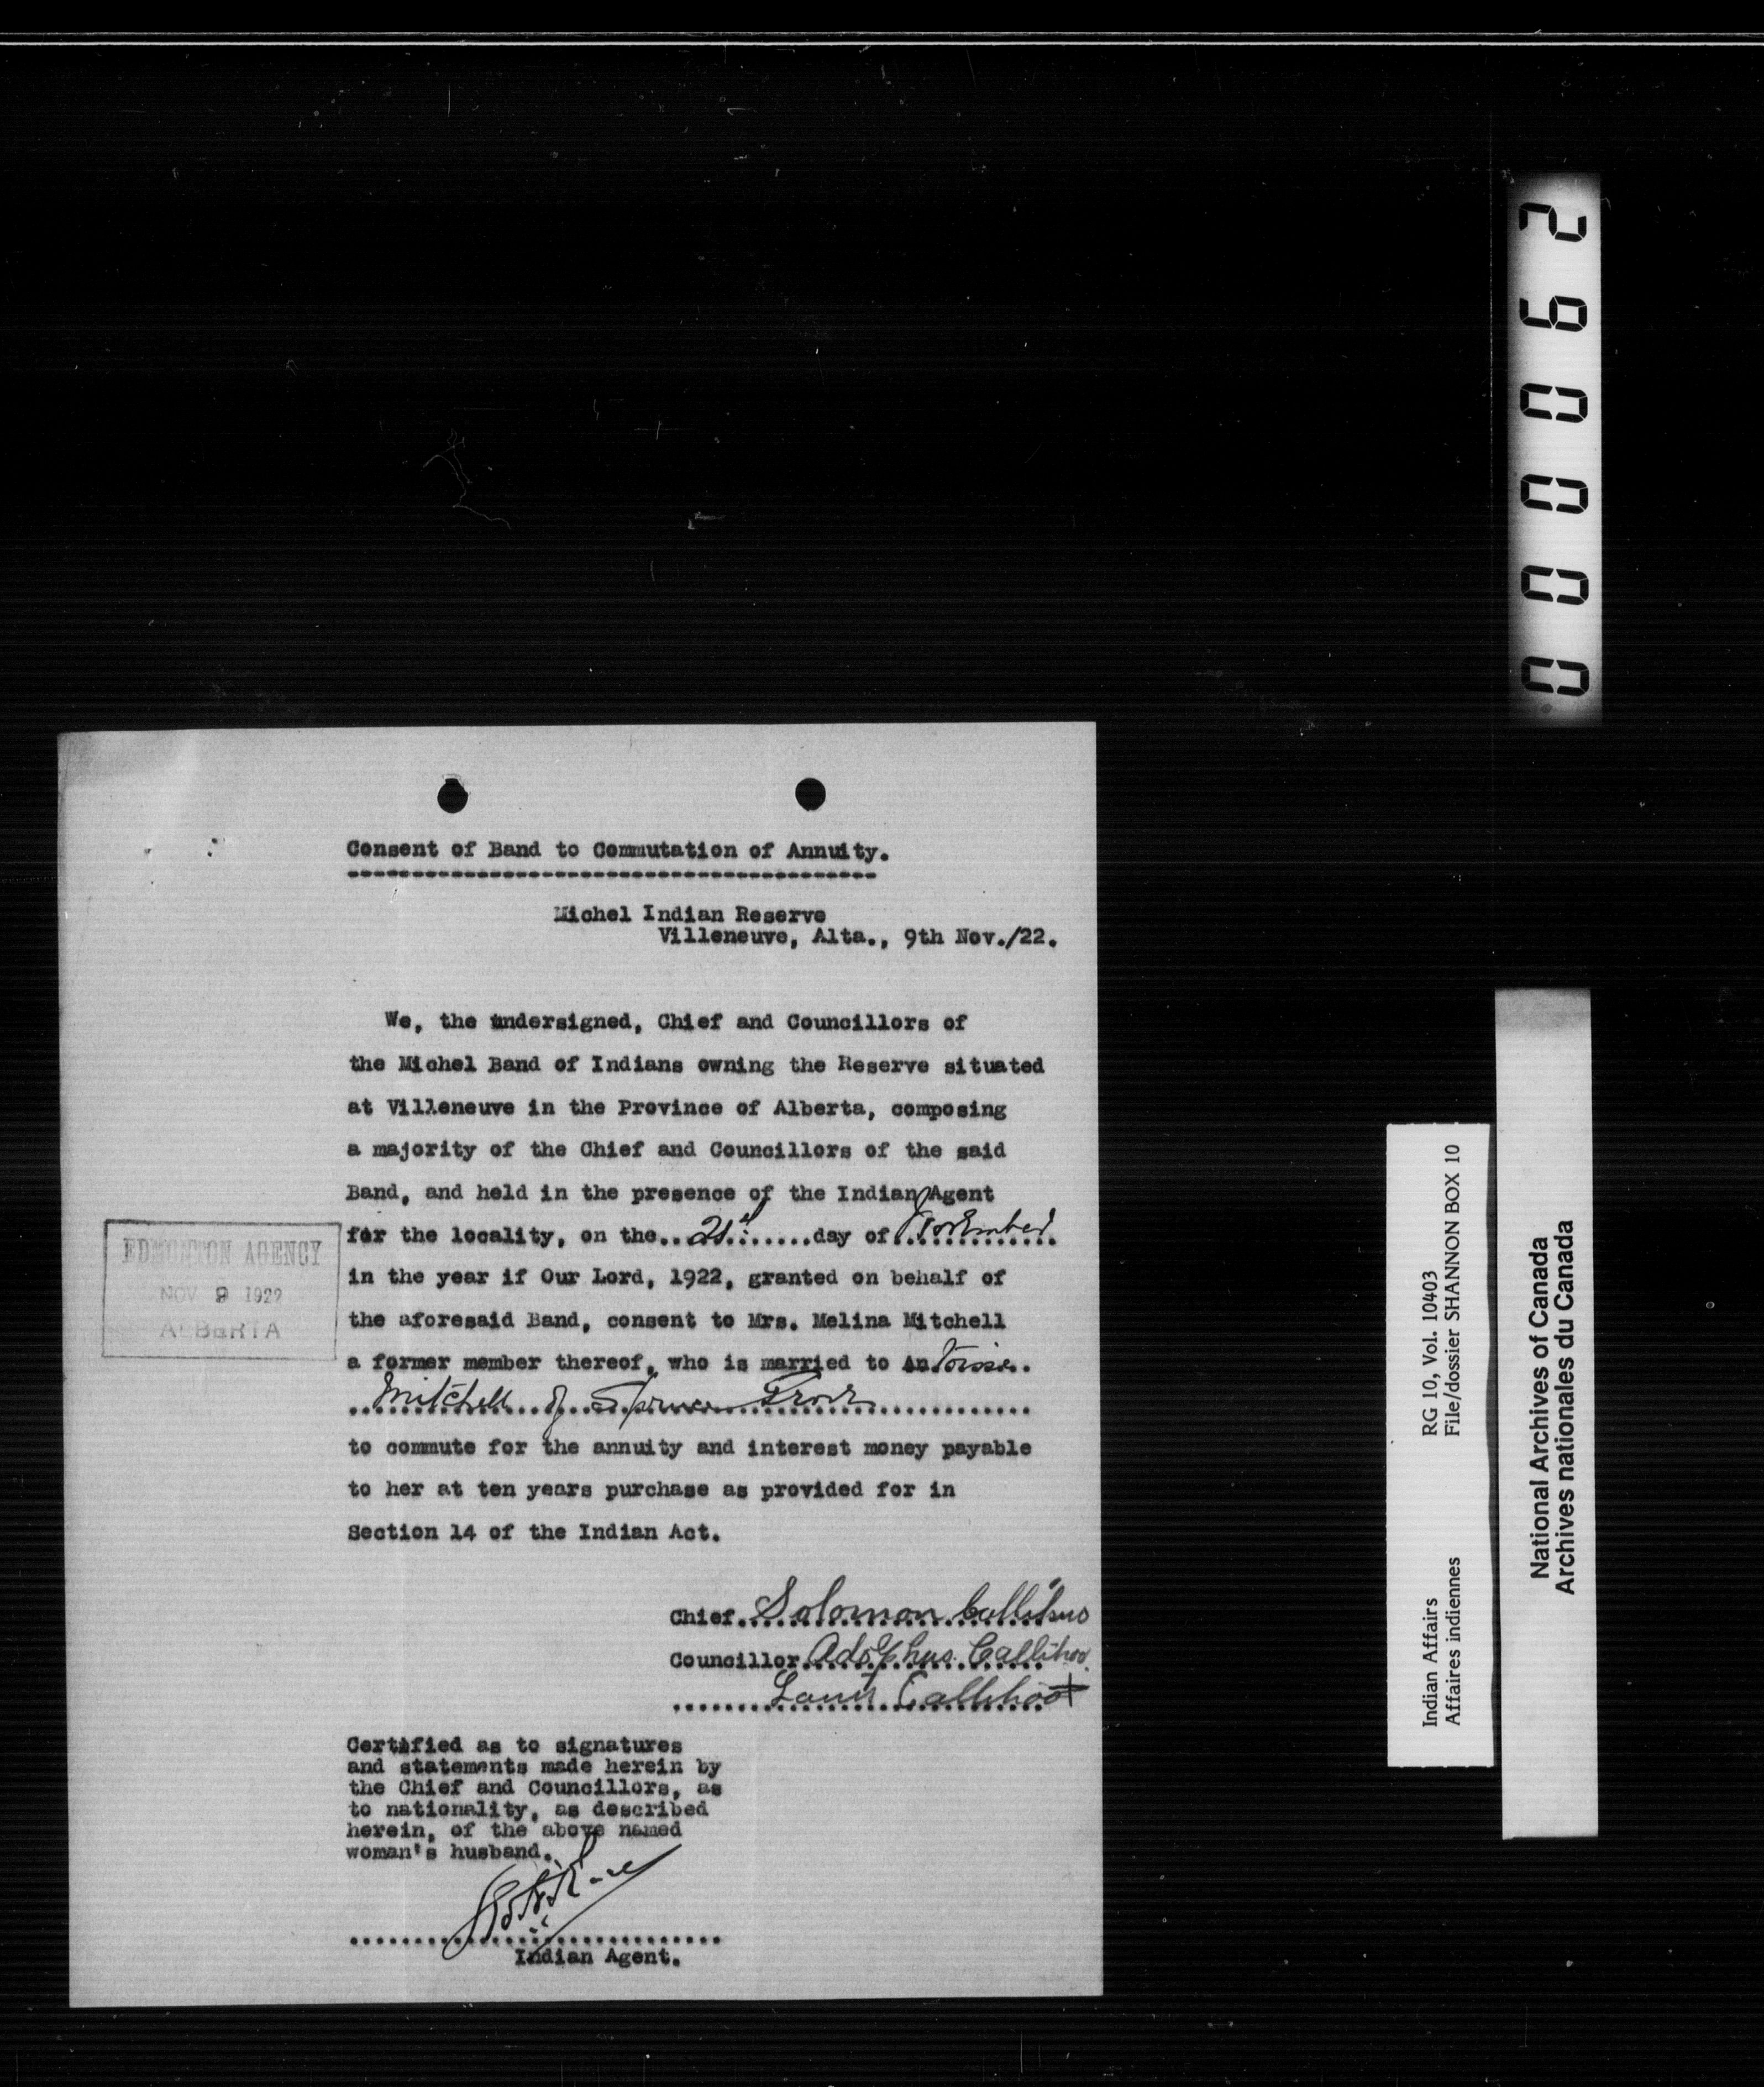 Consent of Band to Commutation of Annuity.
Michel Indian Reserve
Villeneuve, Alta., 9th Nov./22.
We, the undersigned, Chief and Councillors of
the Michel Band of Indians owning the Reserve situated
at Villeneuve in the Province of Alberta, composing
a majority of the Chief and Councillors of the said
Band, and held in the presence of the Indian Agent
for the locality, on the..21st.......day of November
in the year if Our Lord, 1922, granted on behalf of
the aforesaid Band, consent to Mrs. Melina Mitchell
a former member thereof, who is married to An
Mitchell of
to commute for the annuity and interest money payable
to her at ten years purchase as provided for in
Section 14 of the Indian Act.
Chief. Solomon Callihoo
Councillor Adolphus Callihoo
Callihoo
Certified as to signatures
and statements made herein by
the Chief and Councillors, as
to nationality, as described
herein, of the above named
woman's husband.
Indian Agent.
EDMONTON AGENCY
NOV 9 1922
ALBERTA
000062
Indian Affairs RG 10, Vol. 10403
Affaires indiennes File/dossier SHANNON BOX 10
National Archives of Canada
Archives nationales du Canada